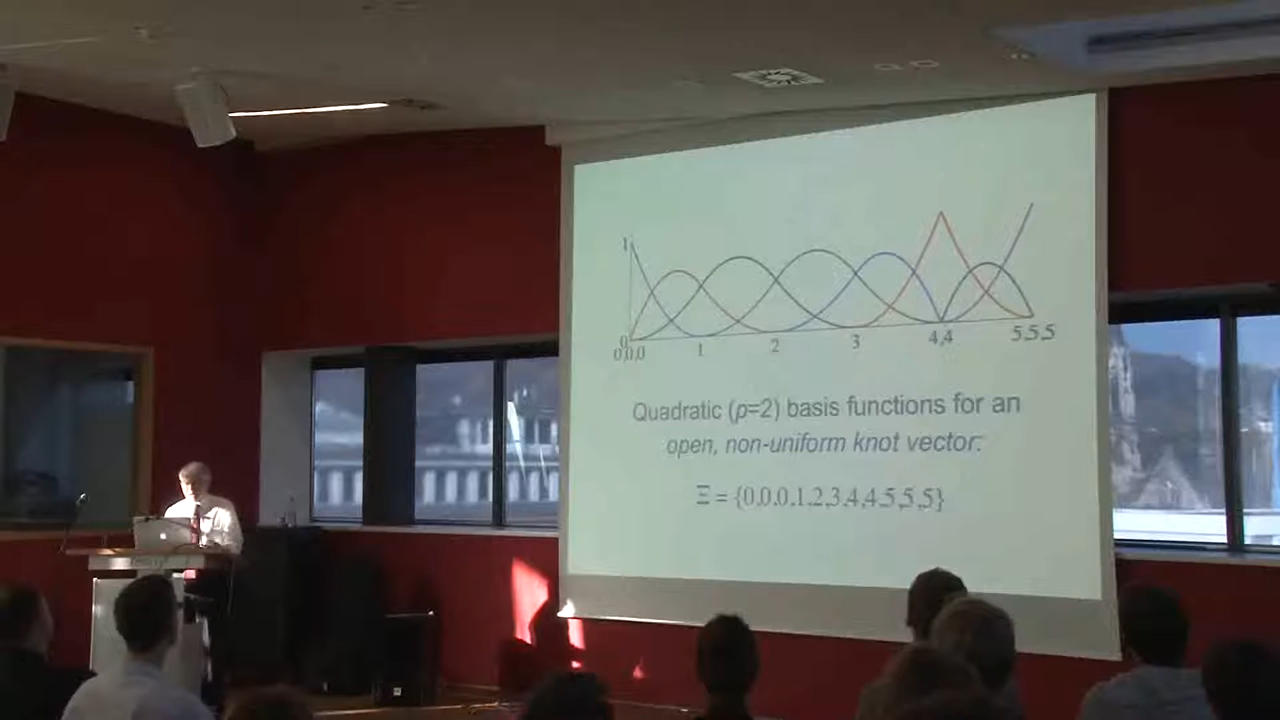 1
0
0,0,0
1
2
3
4,4
5,5,5
Quadratic (p=2) basis functions for an
open, non-uniform knot vector:
Ξ = {0,0,0,1,2,3,4,4,5,5,5}